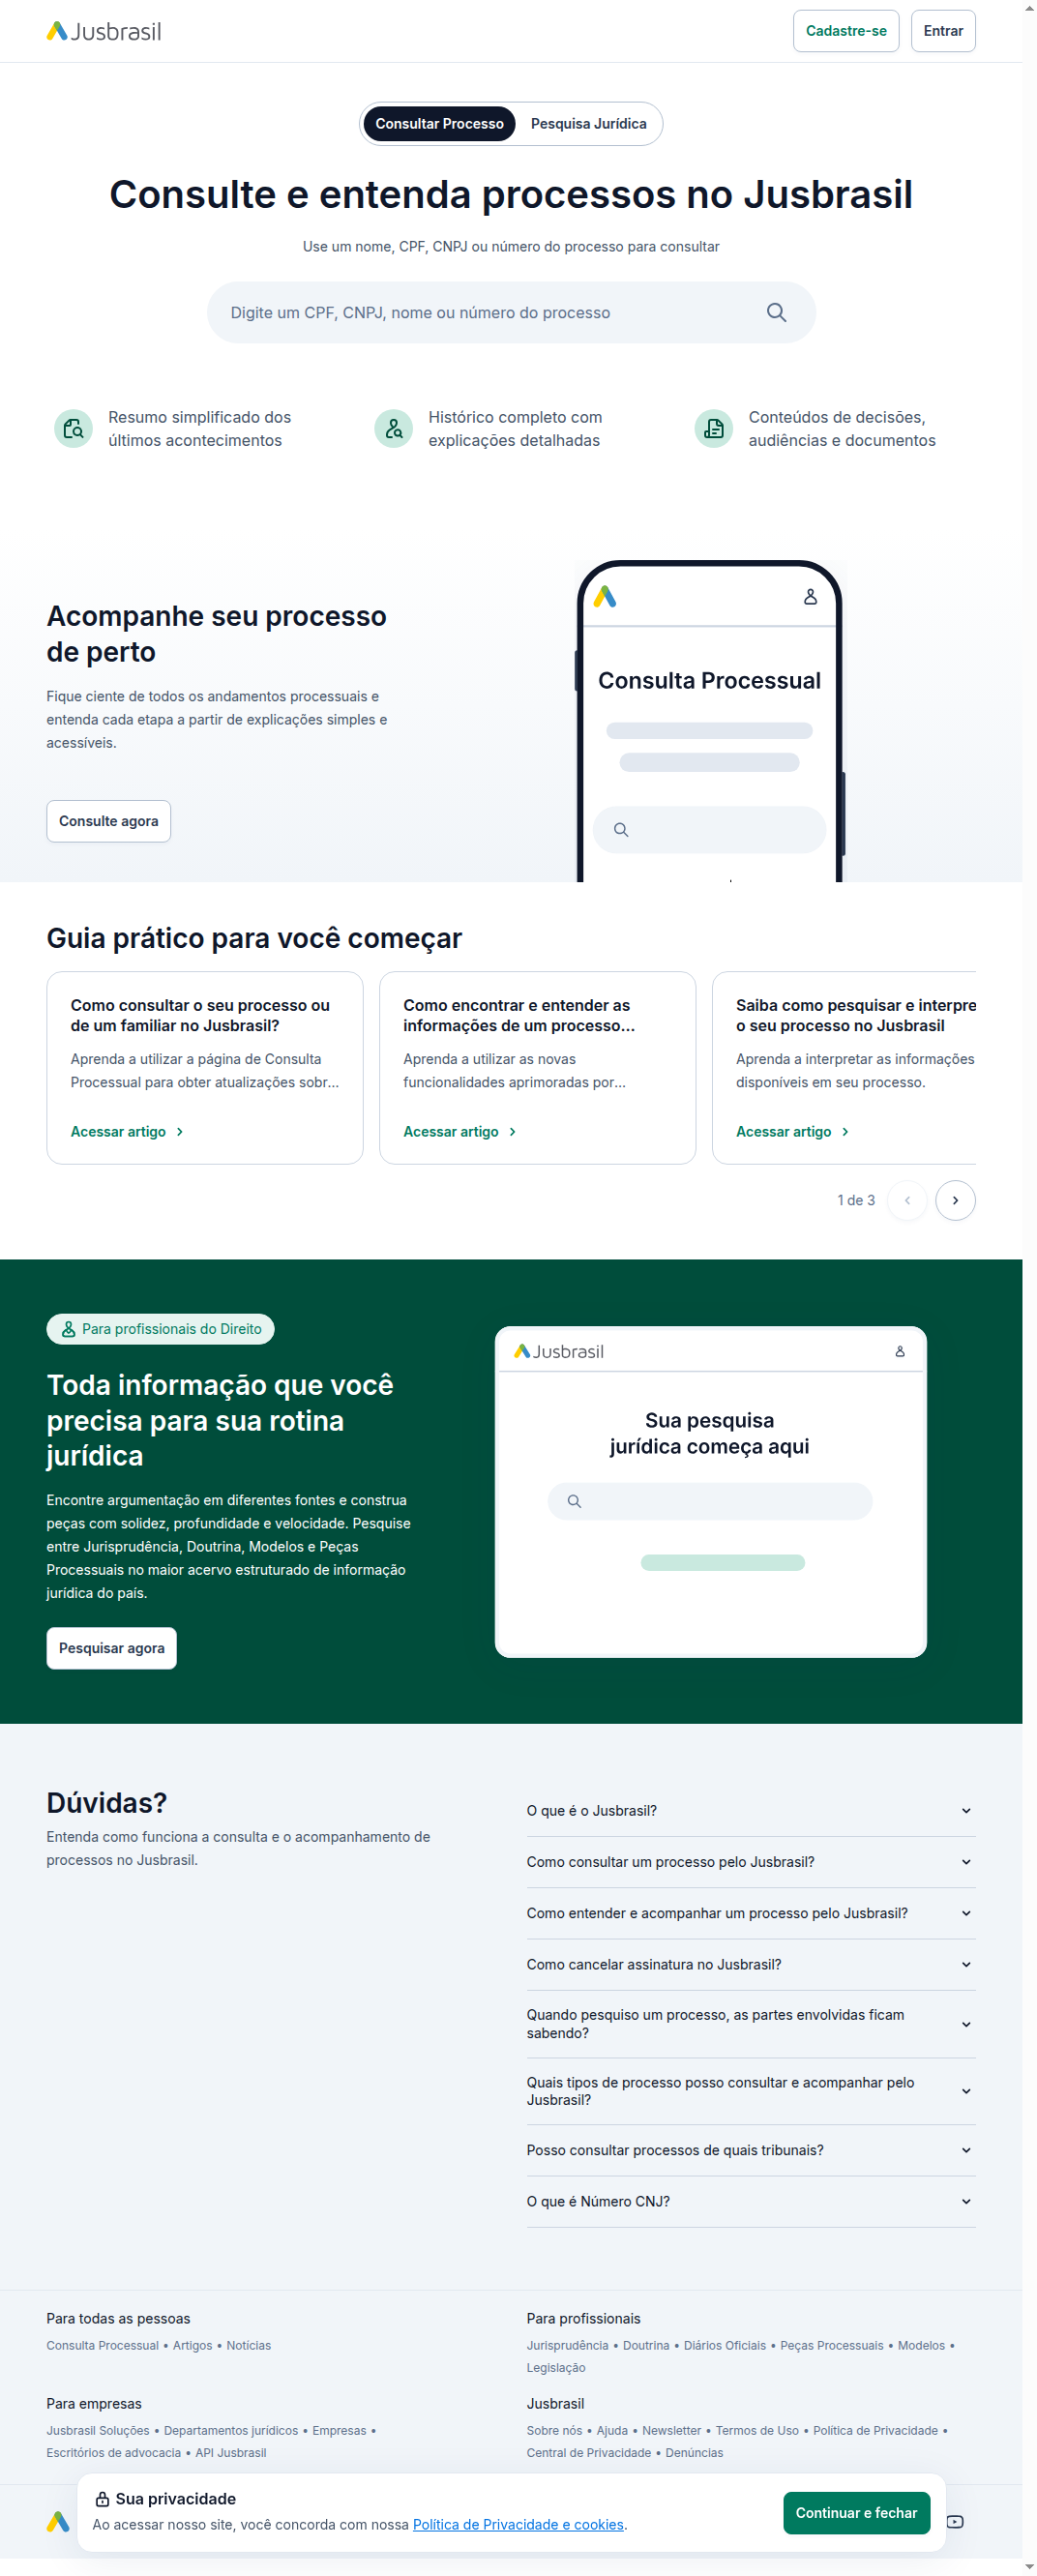 Jusbrasil
Cadastre-se
Entrar
Consultar Processo
Pesquisa Jurídica
Consulte e entenda processos no Jusbrasil
Use um nome, CPF, CNPJ ou número do processo para consultar
Digite um CPF, CNPJ, nome ou número do processo
Resumo simplificado dos
últimos acontecimentos
Histórico completo com
explicações detalhadas
Conteúdos de decisões,
audiências e documentos
Acompanhe seu processo
de perto
Fique ciente de todos os andamentos processuais e
entenda cada etapa a partir de explicações simples e
acessíveis.
Consulte agora
Consulta Processual
Guia prático para você começar
Como consultar o seu processo ou
de um familiar no Jusbrasil?
Aprenda a utilizar a página de Consulta
Processual para obter atualizações sobr...
Acessar artigo
Como encontrar e entender as
informações de um processo...
Aprenda a utilizar as novas
funcionalidades aprimoradas por...
Acessar artigo
Saiba como pesquisar e interpre
o seu processo no Jusbrasil
Aprenda a interpretar as informações
disponíveis em seu processo.
Acessar artigo
1 de 3
Para profissionais do Direito
Toda informação que você
precisa para sua rotina
jurídica
Encontre argumentação em diferentes fontes e construa
peças com solidez, profundidade e velocidade. Pesquise
entre Jurisprudência, Doutrina, Modelos e Peças
Processuais no maior acervo estruturado de informação
jurídica do país.
Pesquisar agora
Jusbrasil
Sua pesquisa
jurídica começa aqui
Dúvidas?
Entenda como funciona a consulta e o acompanhamento de
processos no Jusbrasil.
O que é o Jusbrasil?
Como consultar um processo pelo Jusbrasil?
Como entender e acompanhar um processo pelo Jusbrasil?
Como cancelar assinatura no Jusbrasil?
Quando pesquiso um processo, as partes envolvidas ficam
sabendo?
Quais tipos de processo posso consultar e acompanhar pelo
Jusbrasil?
Posso consultar processos de quais tribunais?
O que é Número CNJ?
Para todas as pessoas
Consulta Processual • Artigos • Notícias
Para profissionais
Jurisprudência • Doutrina • Diários Oficiais • Peças Processuais • Modelos •
Legislação
Para empresas
Jusbrasil Soluções • Departamentos jurídicos • Empresas •
Escritórios de advocacia • API Jusbrasil
Jusbrasil
Sobre nós • Ajuda • Newsletter • Termos de Uso • Política de Privacidade •
Central de Privacidade • Denúncias
Sua privacidade
Ao acessar nosso site, você concorda com nossa Política de Privacidade e cookies.
Continuar e fechar